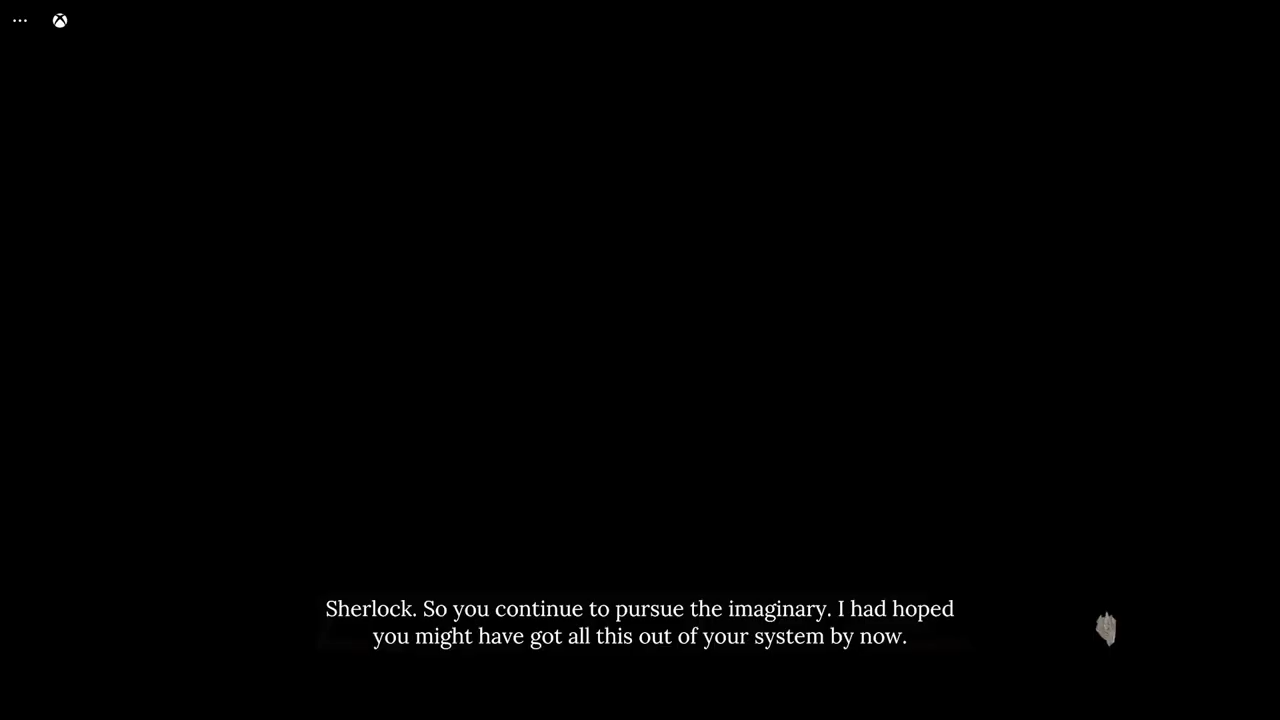 Sherlock. So you continue to pursue the imaginary. I had hoped
you might have got all this out of your system by now.